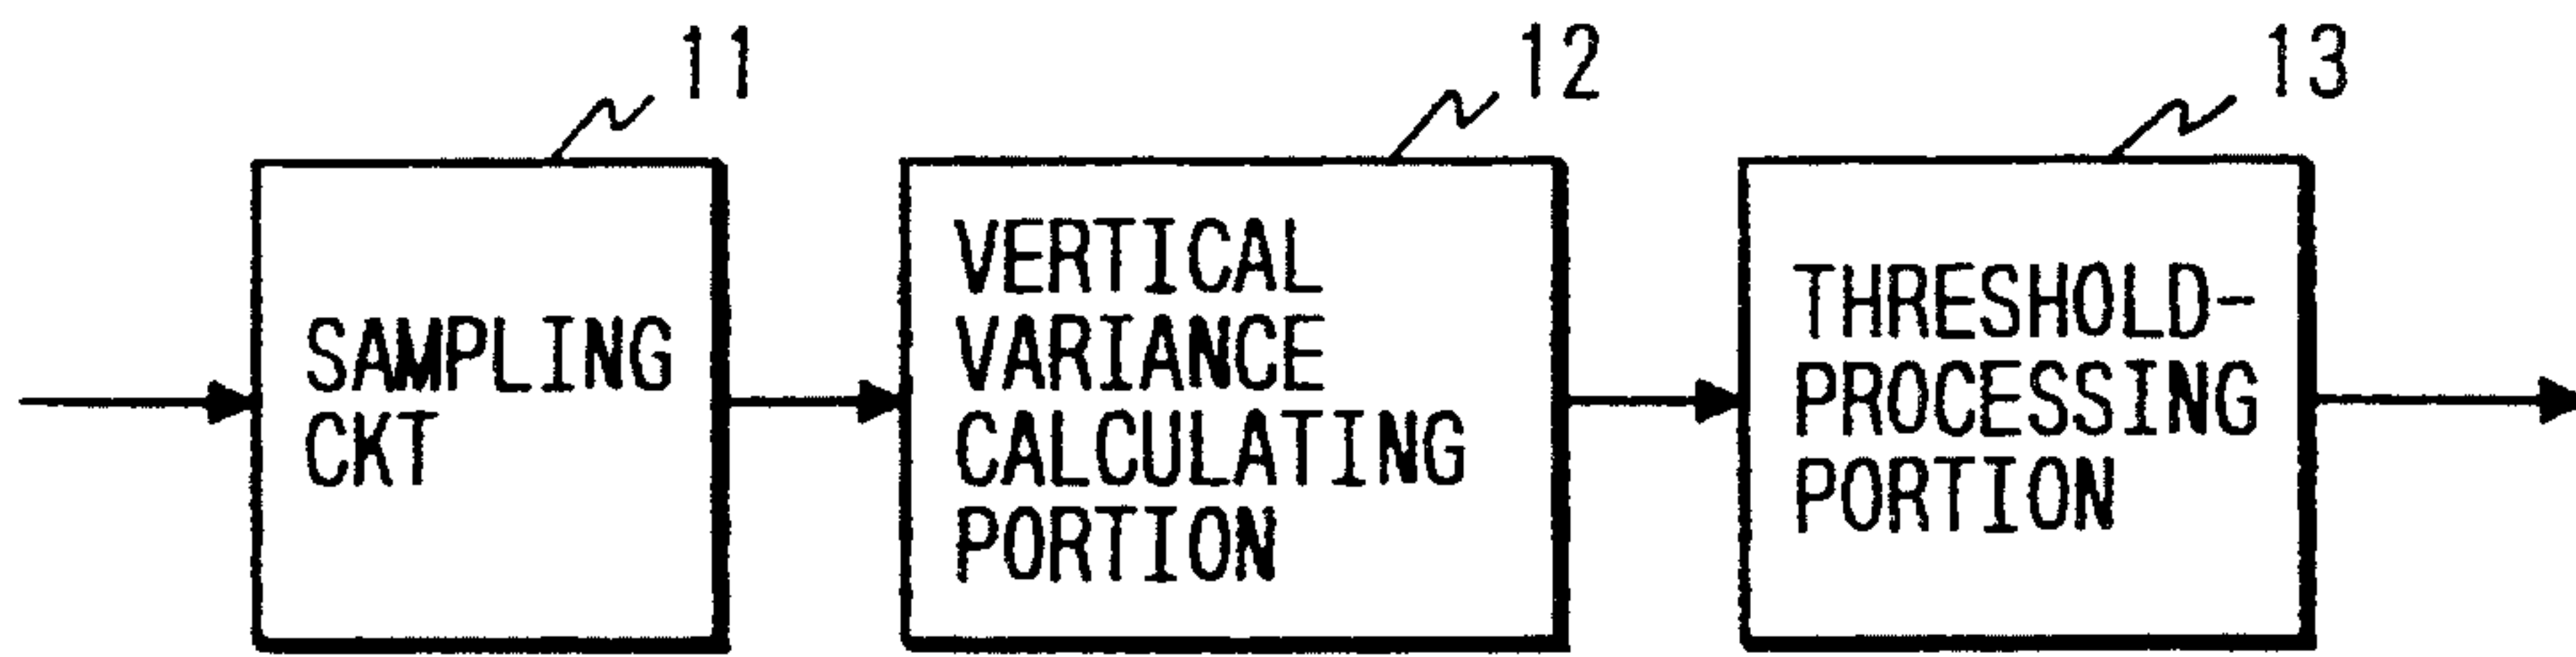 11
12
13
SAMPLING
CKT
VERTICAL
VARIANCE
CALCULATING
PORTION
THRESHOLD-
PROCESSING
PORTION